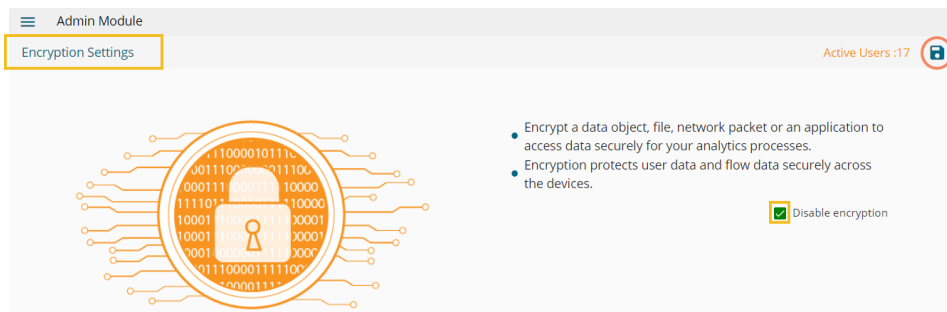 Admin Module
Encryption Settings
Active Users :17
Encrypt a data object, file, network packet or an application to
access data securely for your analytics processes.
Encryption protects user data and flow data securely across
the devices.
Disable encryption